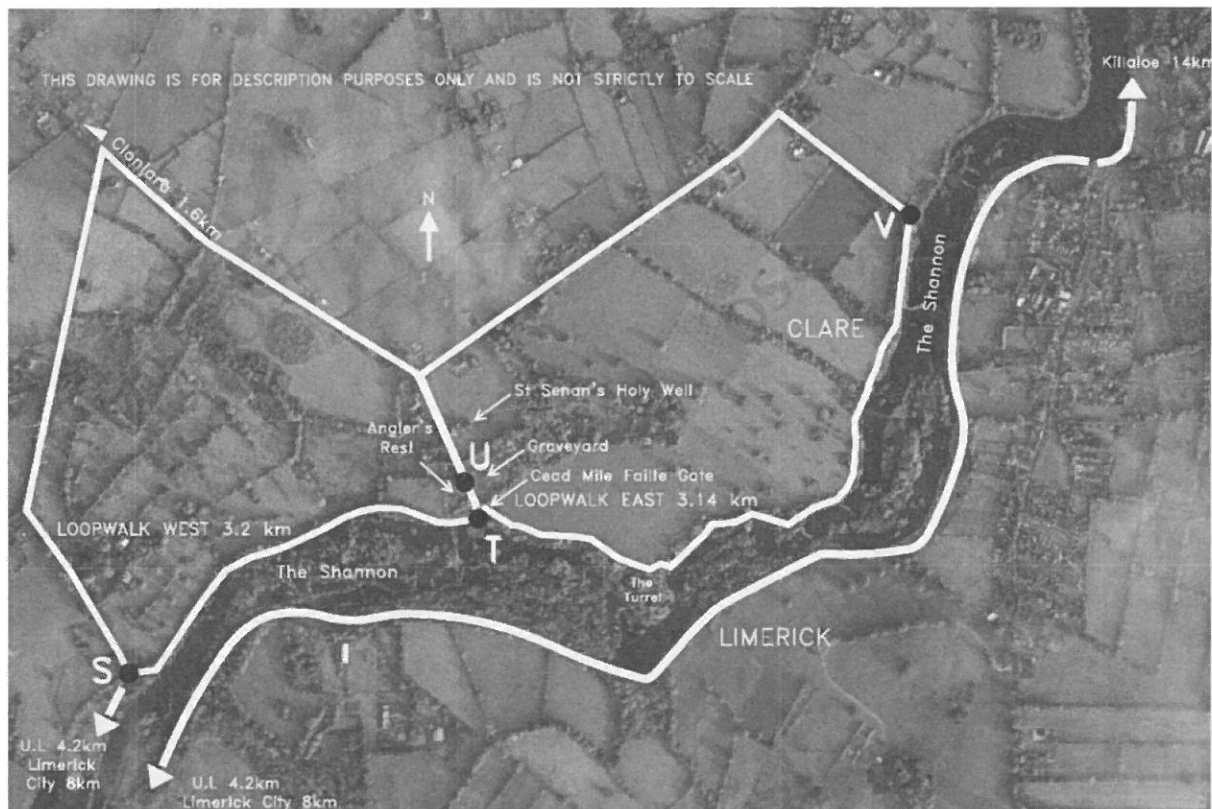 THIS DRAWING IS FOR DESCRIPTION PURPOSES ONLY AND IS NOT STRICTLY TO SCALE
Killaloe 14km
Clonlara 1.6km
N
V
The Shannon
CLARE
St Senan's Holy Well
Angler's
Rest
U
Graveyard
Cead Mile Failte Gate
LOOPWALK EAST 3.14 km
LOOPWALK WEST 3.2 km
T
The Shannon
The
Turret
LIMERICK
S
U.L 4.2km
Limerick
City 8km
U.L 4.2km
Limerick City 8km